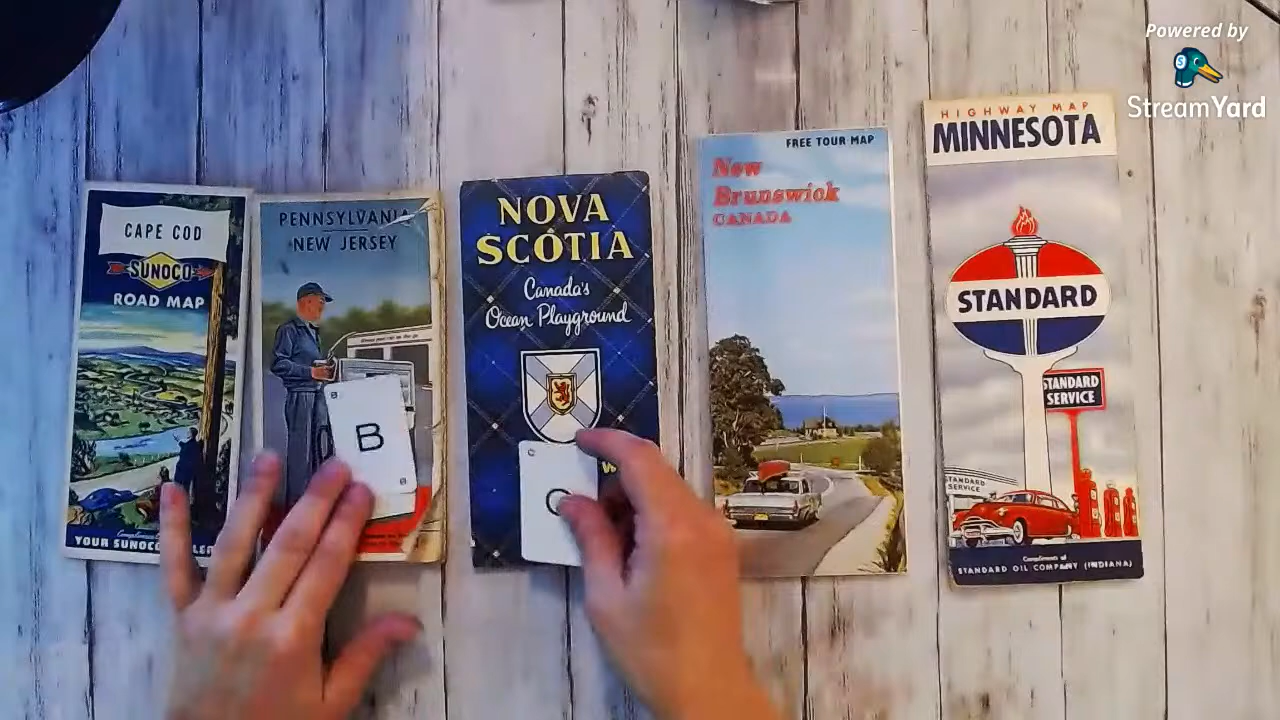 Powered by
StreamYard
CAPE COD
SUNOCO
ROAD MAP
YOUR SUNOCO
PENNSYLVANIA
NEW JERSEY
B
NOVA
SCOTIA
Canada's
Ocean Playground
C
FREE TOUR MAP
New
Brunswick
CANADA
HIGHWAY MAP
MINNESOTA
STANDARD
STANDARD
SERVICE
STANDARD
SERVICE
Compliments of
STANDARD OIL COMPANY (INDIANA)